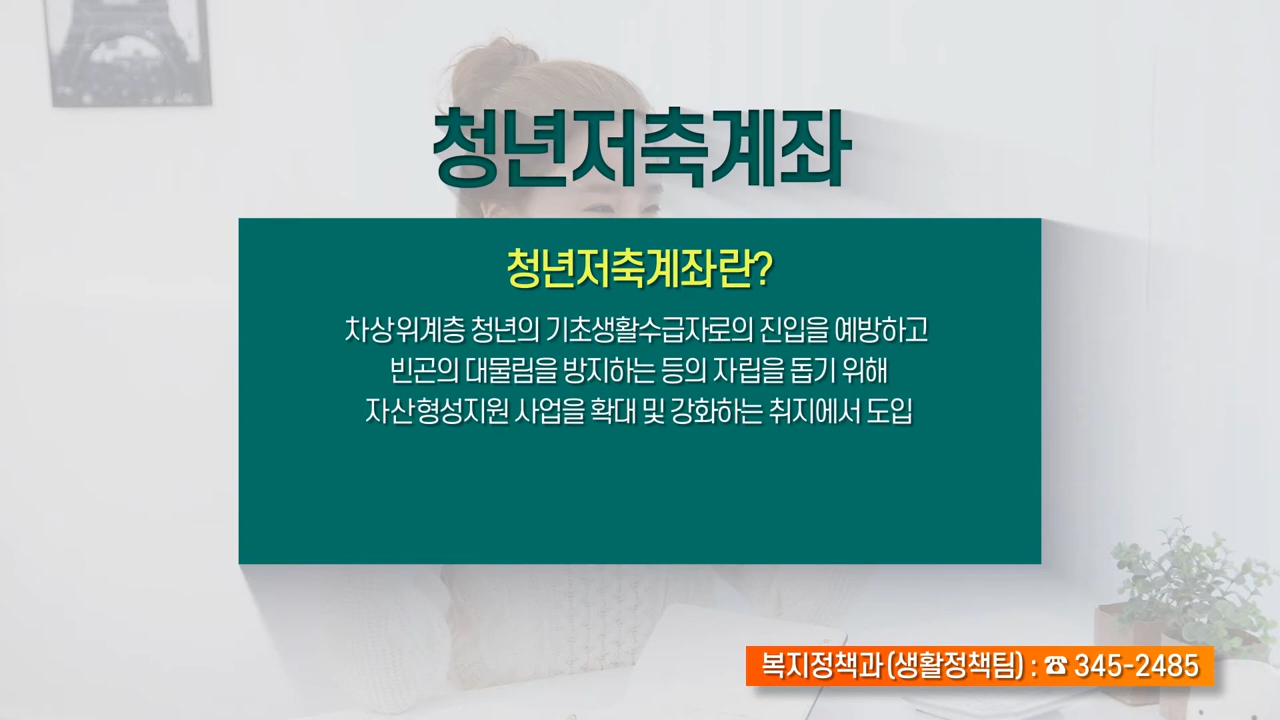 청년저축계좌
청년저축계좌란?
차상위계층 청년의 기초생활수급자로의 진입을 예방하고
빈곤의 대물림을 방지하는 등의 자립을 돕기 위해
자산형성지원 사업을 확대 및 강화하는 취지에서 도입
복지정책과(생활정책팀) : ☎ 345-2485